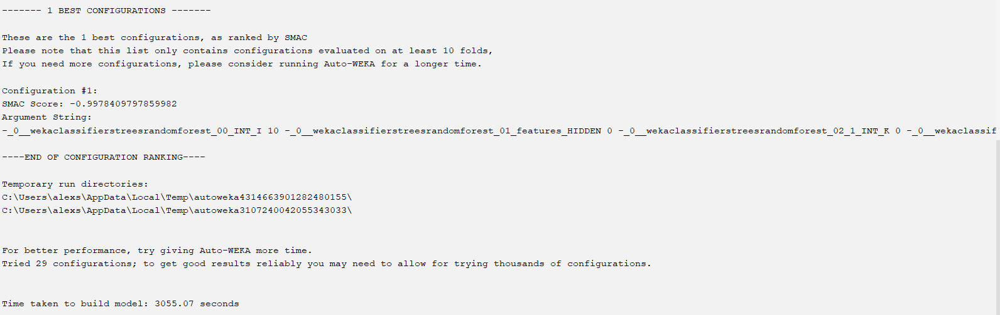 ------- 1 BEST CONFIGURATIONS -------
These are the 1 best configurations, as ranked by SMAC
Please note that this list only contains configurations evaluated on at least 10 folds,
If you need more configurations, please consider running Auto-WEKA for a longer time.
Configuration #1:
SMAC Score: -0.9978409797859982
Argument String:
-_0__wekaclassifierstreesrandomforest_00_INT_I 10 -_0__wekaclassifierstreesrandomforest_01_features_HIDDEN 0 -_0__wekaclassifierstreesrandomforest_02_1_INT_K 0 -_0__wekaclassif
----END OF CONFIGURATION RANKING----
Temporary run directories:
C:\Users\alexs\AppData\Local\Temp\autoweka4314663901282480155\
C:\Users\alexs\AppData\Local\Temp\autoweka3107240042055343033\
For better performance, try giving Auto-WEKA more time.
Tried 29 configurations; to get good results reliably you may need to allow for trying thousands of configurations.
Time taken to build model: 3055.07 seconds